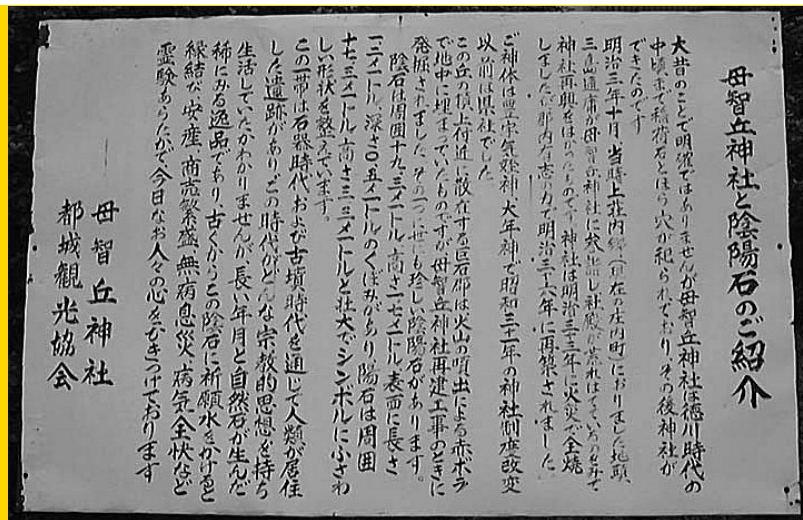 母智丘神社と陰陽石のご紹介
大昔のことで明確ではありませんが母智丘神社は徳川時代の
中頃まで稲荷石とほら穴が祀られており、その後神社が
できたのです
明治三年十月、当時上荘内郷(現在の庄内町)におりました地頭、
三島通庸が母智丘神社に参詣し社殿が荒れはてているのをみて
神社再興をはかったものです神社は明治三十三年に火災で全焼
しましたが郡内有志の力で明治三十六年に再築されました。
ご神体は豊宇気毘神、大年神で昭和二十一年の神社制度改変
以前は県社でした
この丘の頂上付近に散在する巨石群は火山の噴出による赤ボラ
で地中に埋まっていたものですが母智丘神社再建工事のときに
発掘されました。その一つに世にも珍しい陰陽石があります。
陰石は周囲十九、三メートル、高さ一、七メートル、表面に長さ
一、二メートル、深さ〇、五メートルのくぼみがあり陽石は周囲
十七、三メートル、高さ三、三メートルと壮大でシンボルにふさわ
しい形状を整えています。
この一帯は石器時代および古墳時代を通じて人類が居住
した遺跡があり、どの時代がどんな宗教的思想を持ち
生活していたかわかりませんが、長い年月と自然石が生んだ
稀にみる逸品であり、古くからこの陰石に祈願水をかけると
縁結び、安産、商売繁盛、無病息災、病気全快など
霊験あらたかで今日なお人々の心をひきつけております
母智丘神社
都城観光協会